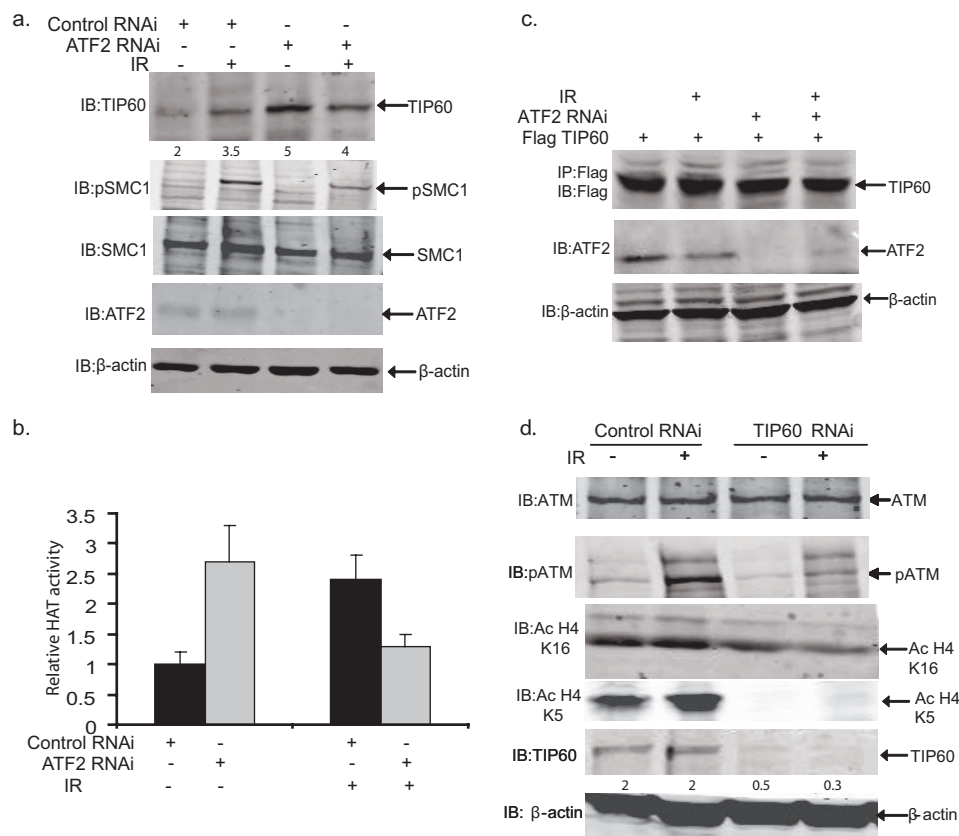 a.
Control RNAi + + - -
ATF2 RNAi - - + +
IR - + - +
IB:TIP60 TIP60
2 3.5 5 4
IB:pSMC1 pSMC1
IB:SMC1 SMC1
IB:ATF2 ATF2
IB:β-actin β-actin
b.
Relative HAT activity
3.5
3
2.5
2
1.5
1
0.5
0
Control RNAi + - + -
ATF2 RNAi - + - +
IR - - + +
c.
IR + +
ATF2 RNAi + +
Flag TIP60 + + + +
IP:Flag
IB:Flag TIP60
IB:ATF2 ATF2
IB:β-actin β-actin
d.
Control RNAi TIP60 RNAi
IR - + - +
IB:ATM ATM
IB:pATM pATM
IB:Ac H4
K16
Ac H4
K16
IB:Ac H4
K5
Ac H4
K5
IB:TIP60 TIP60
2 2 0.5 0.3
IB: β-actin β-actin